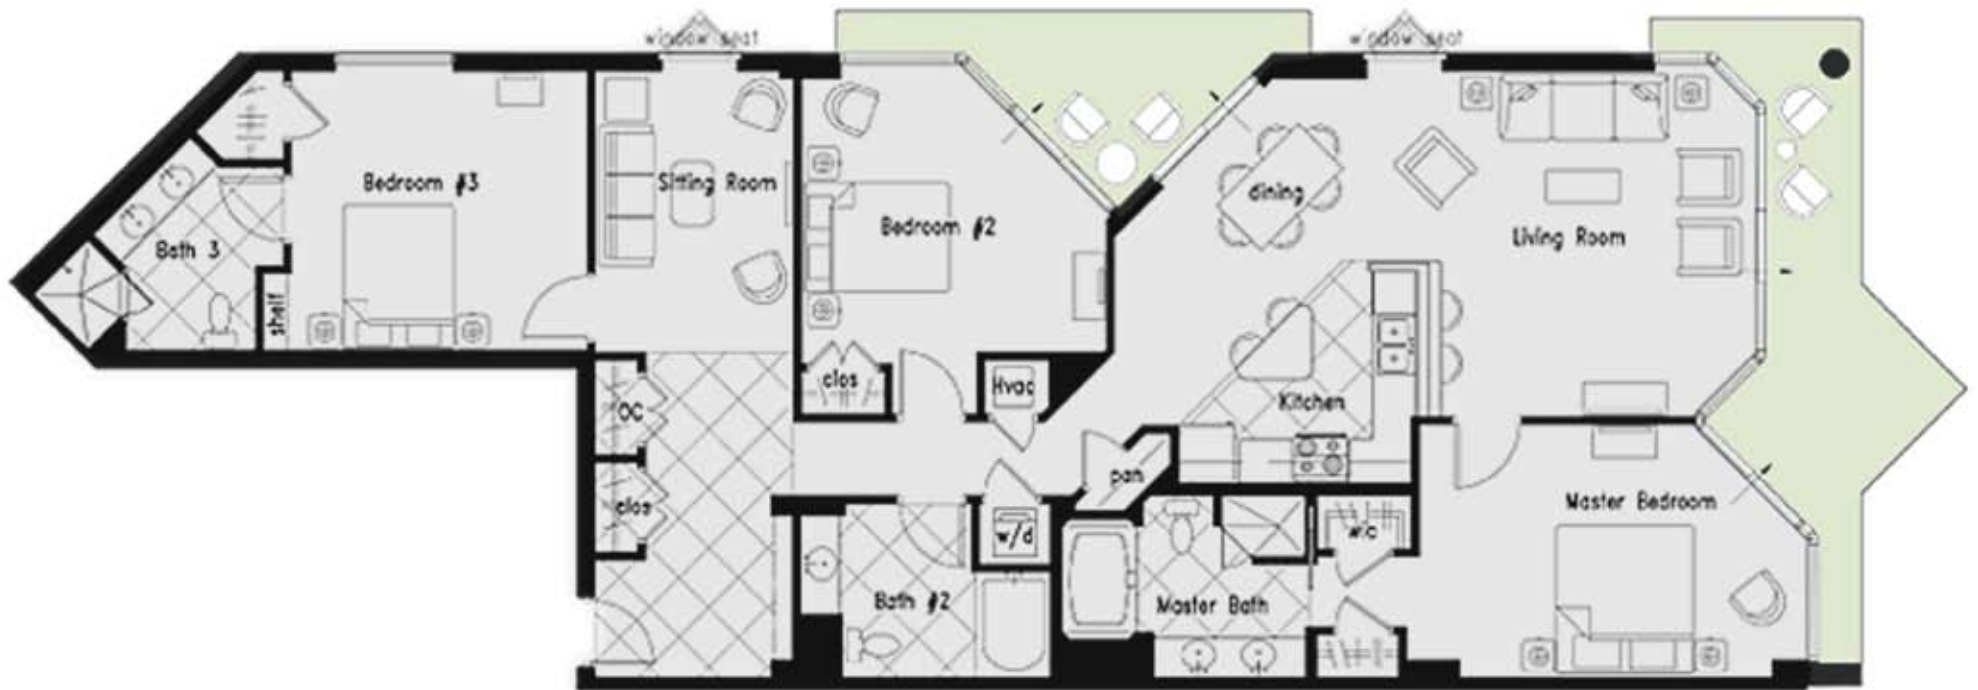 window seat
window seat
Bedroom #3
Sitting Room
Bedroom #2
dining
Living Room
Bath 3
shelf
clos
Hvac
OC
Kitchen
pan
clos
w/d
wic
Master Bedroom
Bath #2
Master Bath